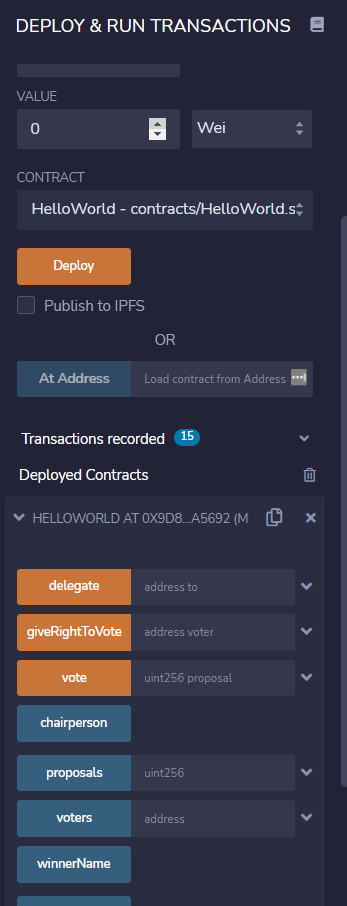 DEPLOY & RUN TRANSACTIONS
VALUE
0
Wei
CONTRACT
HelloWorld - contracts/HelloWorld.s
Deploy
Publish to IPFS
OR
At Address
Load contract from Address
Transactions recorded 15
Deployed Contracts
HELLOWORLD AT 0X9D8...A5692 (M
delegate address to
giveRightToVote address voter
vote uint256 proposal
chairperson
proposals uint256
voters address
winnerName